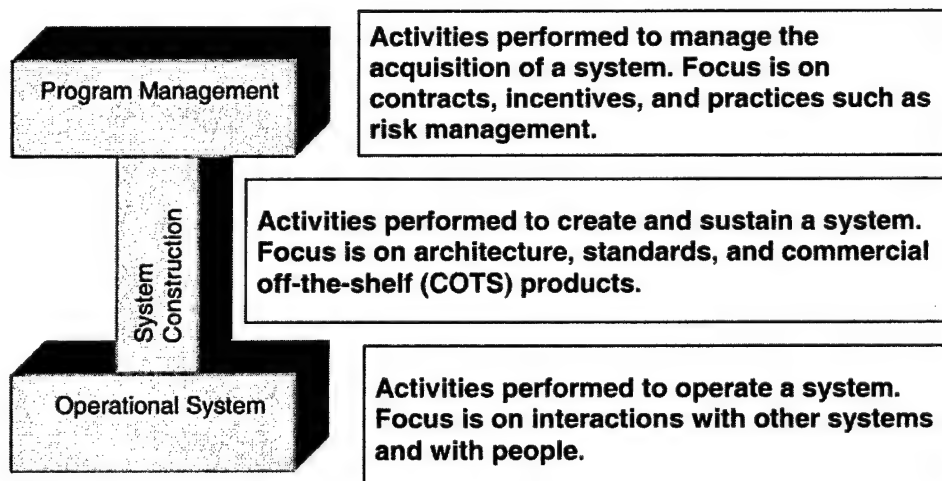 Program Management
Activities performed to manage the
acquisition of a system. Focus is on
contracts, incentives, and practices such as
risk management.
System
Construction
Activities performed to create and sustain a system.
Focus is on architecture, standards, and commercial
off-the-shelf (COTS) products.
Operational System
Activities performed to operate a system.
Focus is on interactions with other systems
and with people.